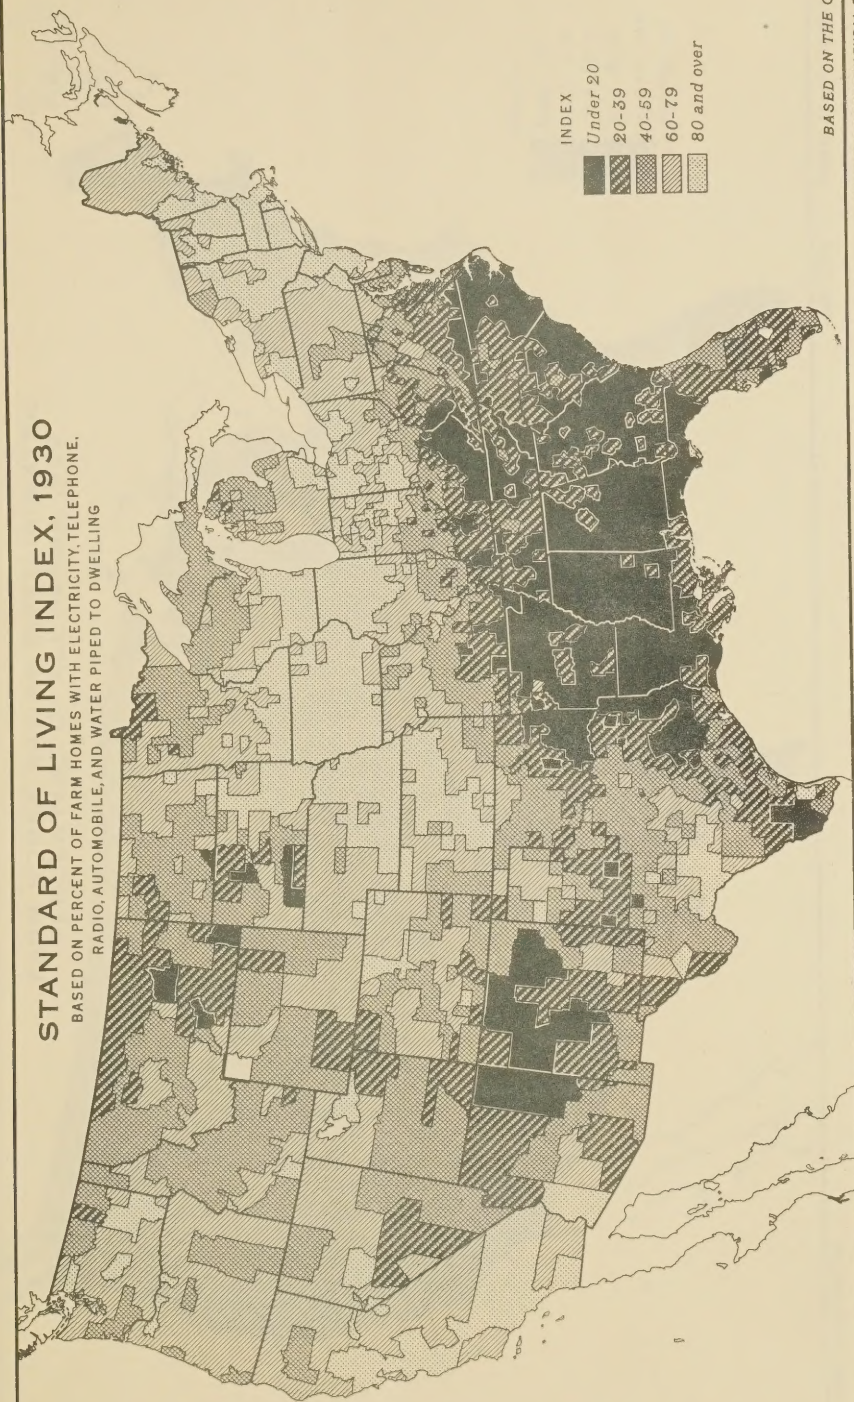 STANDARD OF LIVING INDEX, 1930
BASED ON PERCENT OF FARM HOMES WITH ELECTRICITY, TELEPHONE,
RADIO, AUTOMOBILE, AND WATER PIPED TO DWELLING
INDEX
Under 20
20-39
40-59
60-79
80 and over
BASED ON THE